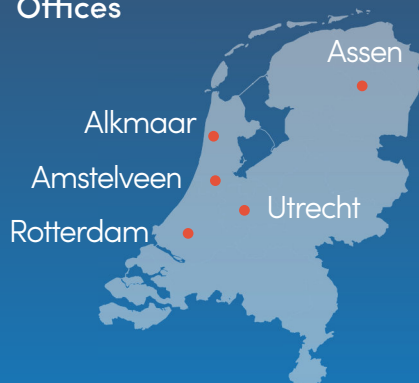 Offices
Assen
Alkmaar
Amstelveen
Utrecht
Rotterdam